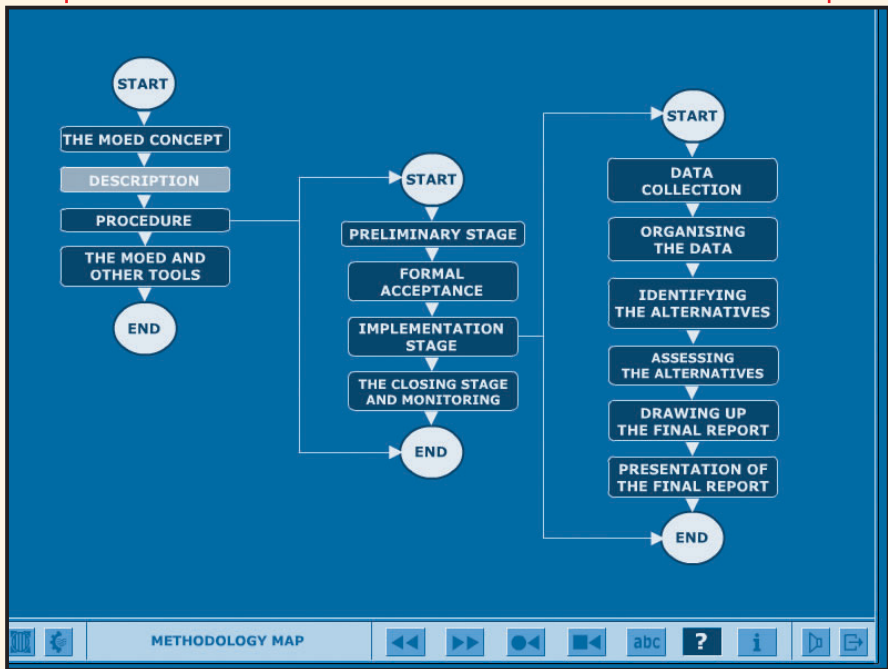 START
THE MOED CONCEPT
DESCRIPTION
PROCEDURE
THE MOED AND
OTHER TOOLS
END
START
PRELIMINARY STAGE
FORMAL
ACCEPTANCE
IMPLEMENTATION
STAGE
THE CLOSING STAGE
AND MONITORING
END
START
DATA
COLLECTION
ORGANISING
THE DATA
IDENTIFYING
THE ALTERNATIVES
ASSESSING
THE ALTERNATIVES
DRAWING UP
THE FINAL REPORT
PRESENTATION OF
THE FINAL REPORT
END
METHODOLOGY MAP
abc
?
i